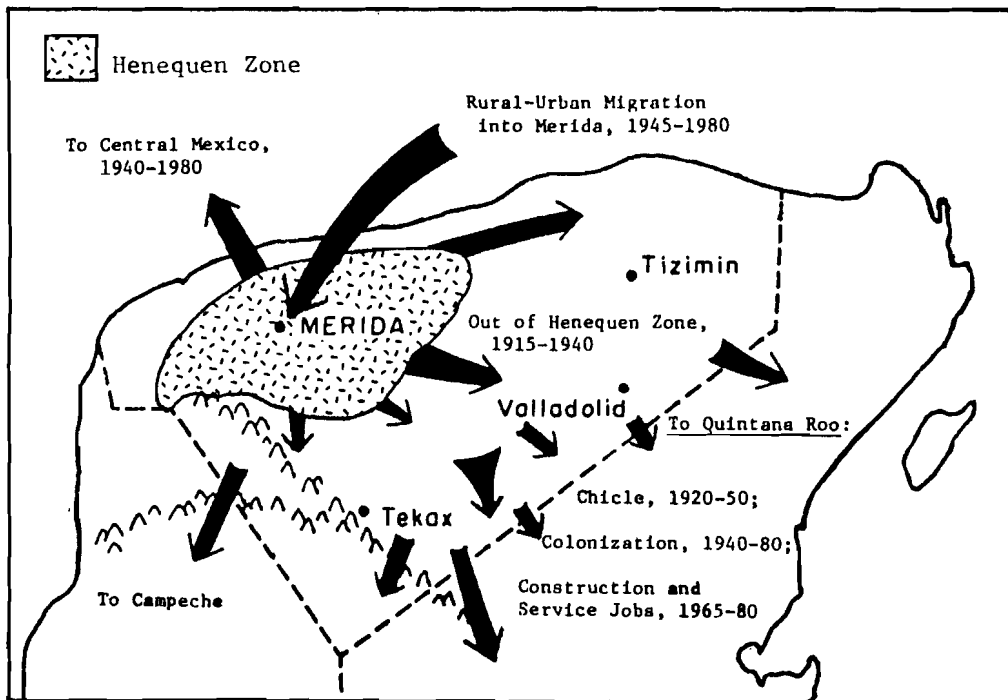 Henequen Zone
Rural-Urban Migration
into Merida, 1945-1980
To Central Mexico,
1940-1980
Tizimin
MERIDA
Out of Henequen Zone,
1915-1940
Valladolid
To Quintana Roo:
Chicle, 1920-50;
Tekax
Colonization, 1940-80;
To Campeche
Construction and
Service Jobs, 1965-80